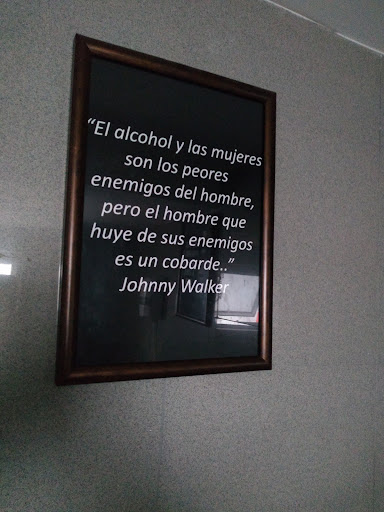 “El alcohol y las mujeres
son los peores
enemigos del hombre,
pero el hombre que
huye de sus enemigos
es un cobarde..”
Johnny Walker